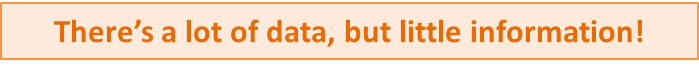 There’s a lot of data, but little information!